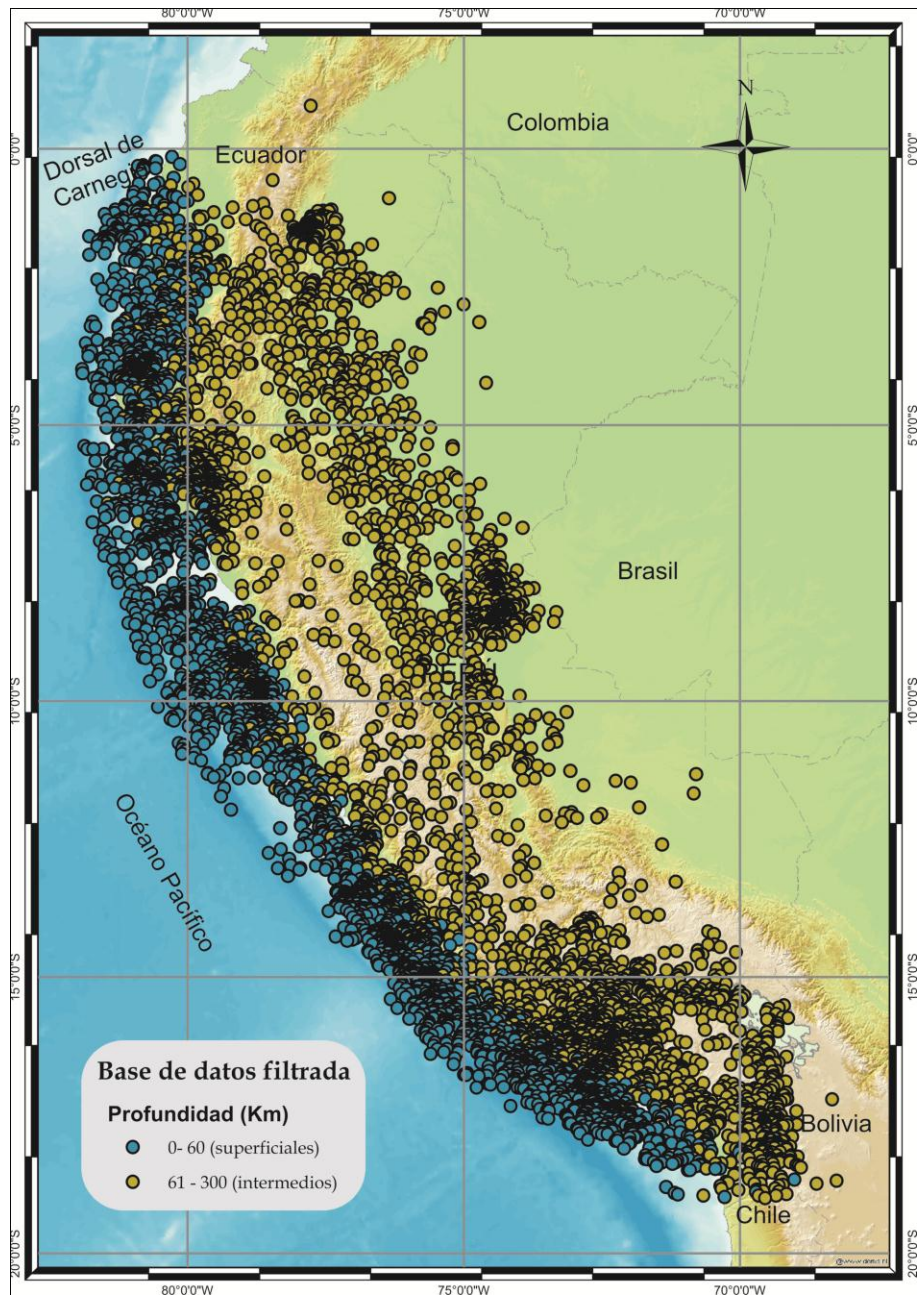 80°0'0"W 75°0'0"W 70°0'0"W
N
Colombia
0°0'0" 0°0'0"
Dorsal de
Carnegie
Ecuador
5°0'0"S 5°0'0"S
Brasil
10°0'0"S 10°0'0"S
Océano Pacífico
15°0'0"S 15°0'0"S
Base de datos filtrada
Profundidad (Km)
0- 60 (superficiales)
61 - 300 (intermedios)
Bolivia
Chile
20°0'0"S 20°0'0"S
80°0'0"W 75°0'0"W 70°0'0"W